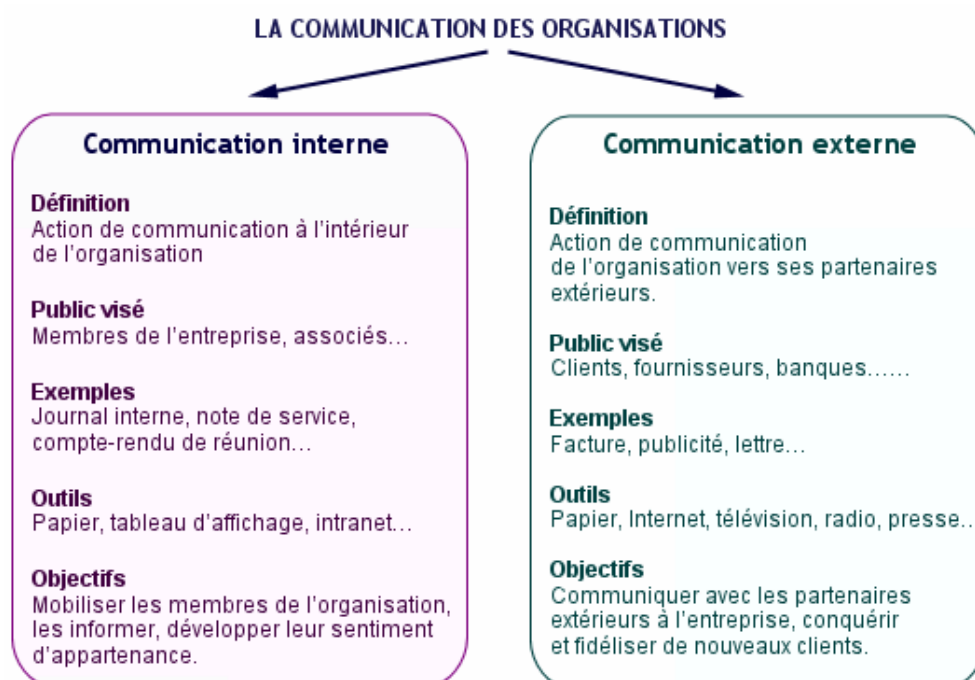 LA COMMUNICATION DES ORGANISATIONS
Communication interne
Définition
Action de communication à l'intérieur
de l'organisation
Public visé
Membres de l'entreprise, associés...
Exemples
Journal interne, note de service,
compte-rendu de réunion...
Outils
Papier, tableau d'affichage, intranet...
Objectifs
Mobiliser les membres de l'organisation,
les informer, développer leur sentiment
d'appartenance.
Communication externe
Définition
Action de communication
de l'organisation vers ses partenaires
extérieurs.
Public visé
Clients, fournisseurs, banques......
Exemples
Facture, publicité, lettre...
Outils
Papier, Internet, télévision, radio, presse...
Objectifs
Communiquer avec les partenaires
extérieurs à l'entreprise, conquérir
et fidéliser de nouveaux clients.